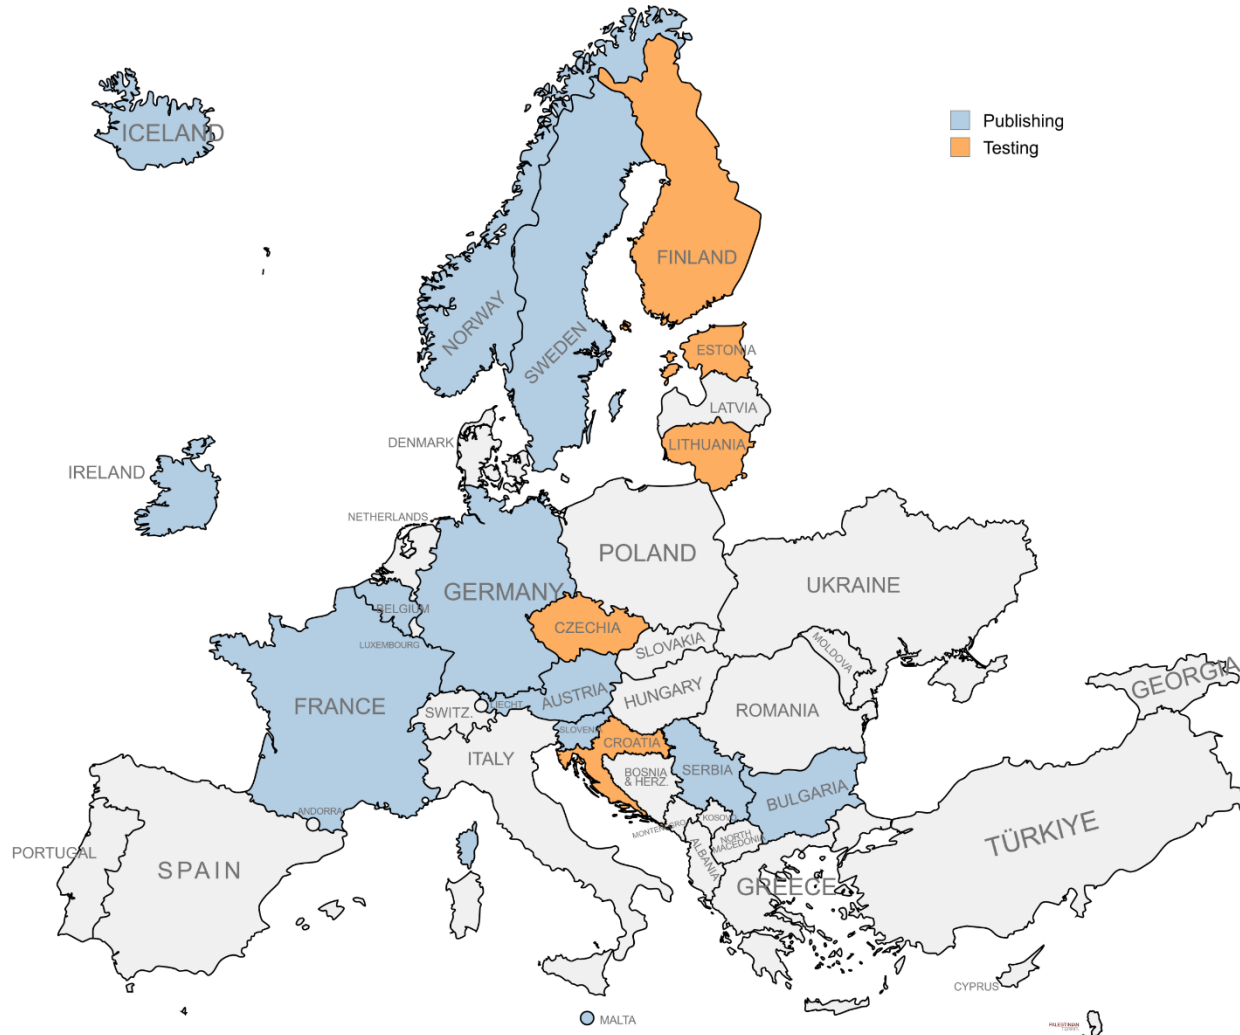 ICELAND
Publishing
Testing
FINLAND
NORWAY
SWEDEN
ESTONIA
LATVIA
DENMARK
LITHUANIA
IRELAND
NETHERLANDS
POLAND
UKRAINE
GERMANY
BELGIUM
CZECHIA
LUXEMBOURG
SLOVAKIA
MOLDOVA
GEORGIA
AUSTRIA
HUNGARY
FRANCE
LIECHT
SWITZ.
ROMANIA
SLOVENI
CROATIA
ITALY
BOSNIA
& HERZ.
SERBIA
BULGARIA
ANDORRA
KOSOVO
MONTENEGRO
NORTH
MACEDONIA
TÜRKIYE
PORTUGAL
SPAIN
ALBANIA
GREECE
CYPRUS
MALTA
PALESTINIAN